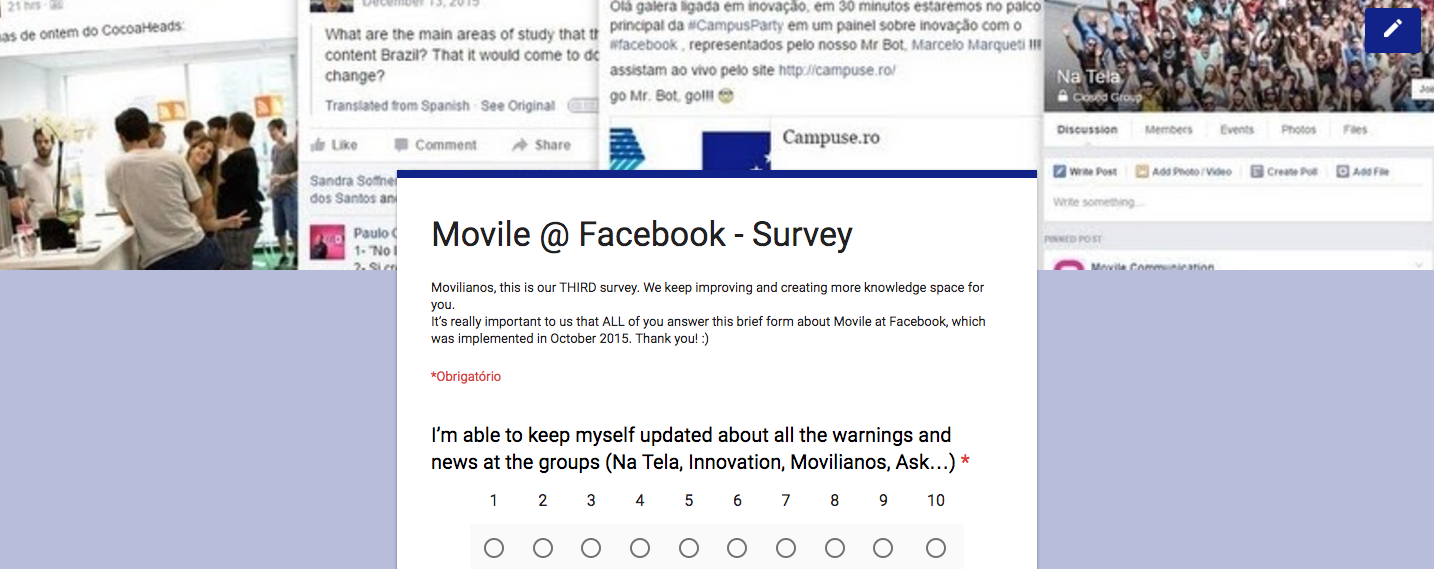 21 hrs ·
as de ontem do CocoaHeads:
December 13, 2015
What are the main areas of study that th
content Brazil? That it would come to do
change?
Translated from Spanish · See Original
Like Comment Share
Sandra Soffner
dos Santos and
Paulo C
1- "No
2- Si cr
Olá galera ligada em inovação, em 30 minutos estaremos no palco
principal da #CampusParty em um painel sobre inovação com o
#facebook , representados pelo nosso Mr Bot, Marcelo Marqueti !!!
assistam ao vivo pelo site http://campuse.ro/
go Mr. Bot, go!!! 😎
Campuse.ro
Na Tela
Closed Group
Joi
Discussion Members Events Photos Files
Write Post Add Photo / Video Create Poll Add File
Write something...
PINNED POST
Movile Communication
Movile @ Facebook - Survey
Movilianos, this is our THIRD survey. We keep improving and creating more knowledge space for
you.
It's really important to us that ALL of you answer this brief form about Movile at Facebook, which
was implemented in October 2015. Thank you! :)
*Obrigatório
I'm able to keep myself updated about all the warnings and
news at the groups (Na Tela, Innovation, Movilianos, Ask...) *
1 2 3 4 5 6 7 8 9 10